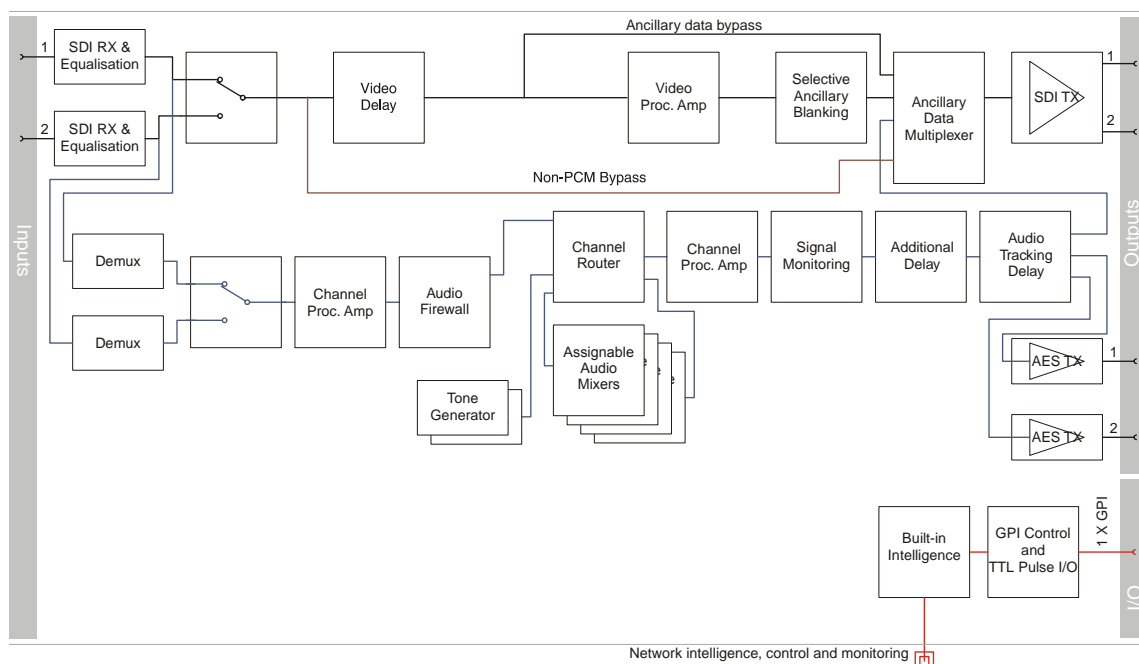 Ancillary data bypass
1
SDI RX &
Equalisation
2
SDI RX &
Equalisation
Video
Delay
Video
Proc. Amp
Selective
Ancillary
Blanking
Ancillary
Data
Multiplexer
SDI TX
1
2
Non-PCM Bypass
Inputs
Outputs
Demux
Demux
Channel
Proc. Amp
Audio
Firewall
Channel
Router
Channel
Proc. Amp
Signal
Monitoring
Additional
Delay
Audio
Tracking
Delay
Assignable
Audio
Mixers
e
e
e
Tone
Generator
AES TX
1
AES TX
2
Built-in
Intelligence
GPI Control
and
TTL Pulse I/O
1 X GPI
I/O
Network intelligence, control and monitoring